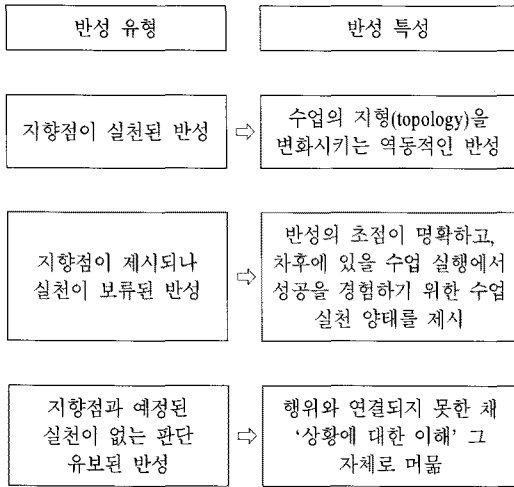 반성 유형
반성 특성
지향점이 실천된 반성
⇨
수업의 지형(topology)을
변화시키는 역동적인 반성
지향점이 제시되나
실천이 보류된 반성
⇨
반성의 초점이 명확하고,
차후에 있을 수업 실행에서
성공을 경험하기 위한 수업
실천 양태를 제시
지향점과 예정된
실천이 없는 판단
유보된 반성
⇨
행위와 연결되지 못한 채
‘상황에 대한 이해’ 그
자체로 머묾